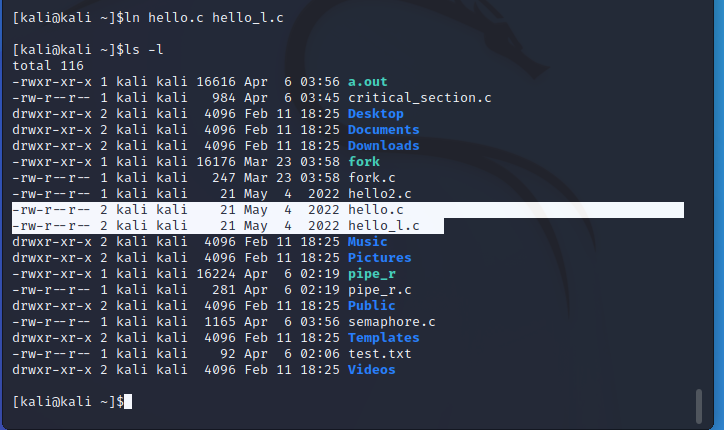 [kali@kali ~]$ln hello.c hello_l.c
[kali@kali ~]$ls -l
total 116
-rwxr-xr-x 1 kali kali 16616 Apr  6 03:56 a.out
-rw-r--r-- 1 kali kali   984 Apr  6 03:45 critical_section.c
drwxr-xr-x 2 kali kali  4096 Feb 11 18:25 Desktop
drwxr-xr-x 2 kali kali  4096 Feb 11 18:25 Documents
drwxr-xr-x 2 kali kali  4096 Feb 11 18:25 Downloads
-rwxr-xr-x 1 kali kali 16176 Mar 23 03:58 fork
-rw-r--r-- 1 kali kali   247 Mar 23 03:58 fork.c
-rw-r--r-- 1 kali kali    21 May  4  2022 hello2.c
-rw-r--r-- 2 kali kali    21 May  4  2022 hello.c
-rw-r--r-- 2 kali kali    21 May  4  2022 hello_l.c
drwxr-xr-x 2 kali kali  4096 Feb 11 18:25 Music
drwxr-xr-x 2 kali kali  4096 Feb 11 18:25 Pictures
-rwxr-xr-x 1 kali kali 16224 Apr  6 02:19 pipe_r
-rw-r--r-- 1 kali kali   281 Apr  6 02:19 pipe_r.c
drwxr-xr-x 2 kali kali  4096 Feb 11 18:25 Public
-rw-r--r-- 1 kali kali  1165 Apr  6 03:56 semaphore.c
drwxr-xr-x 2 kali kali  4096 Feb 11 18:25 Templates
-rw-r--r-- 1 kali kali    92 Apr  6 02:06 test.txt
drwxr-xr-x 2 kali kali  4096 Feb 11 18:25 Videos
[kali@kali ~]$